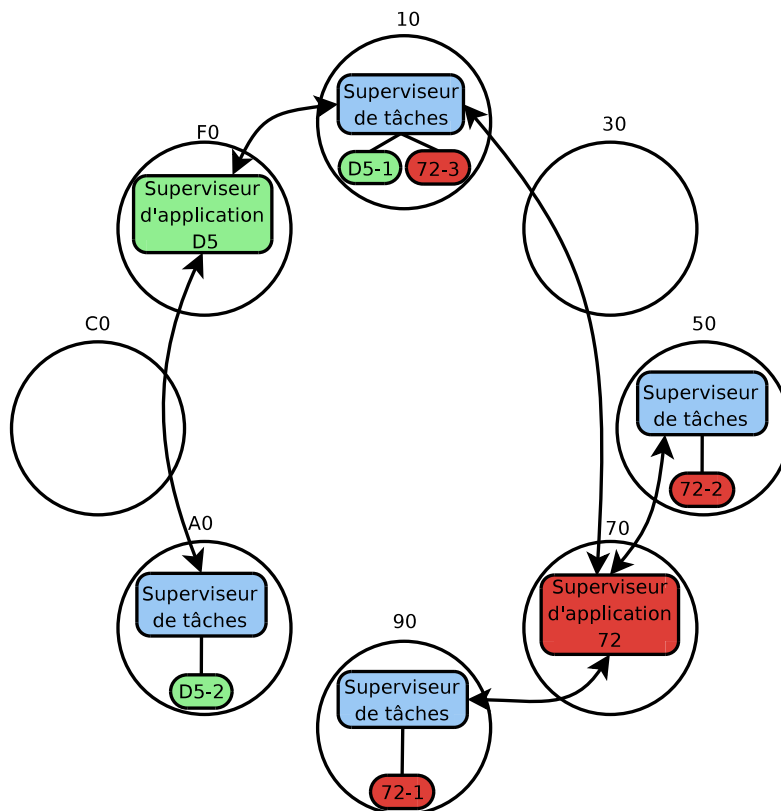 10
Superviseur
de tâches
D5-1
72-3
F0
Superviseur
d'application
D5
30
C0
50
Superviseur
de tâches
72-2
A0
Superviseur
de tâches
D5-2
70
Superviseur
d'application
72
90
Superviseur
de tâches
72-1